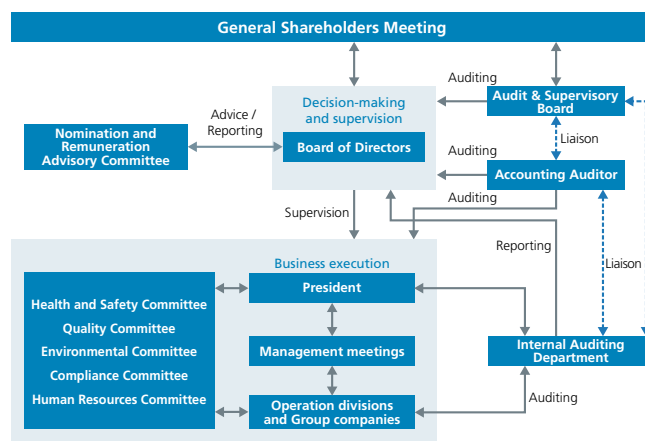 General Shareholders Meeting
Auditing
Audit & Supervisory
Board
Decision-making
and supervision
Advice /
Reporting
Nomination and
Remuneration
Advisory Committee
Board of Directors
Liaison
Auditing
Accounting Auditor
Auditing
Supervision
Reporting
Liaison
Business execution
President
Health and Safety Committee
Quality Committee
Environmental Committee
Compliance Committee
Human Resources Committee
Management meetings
Internal Auditing
Department
Operation divisions
and Group companies
Auditing